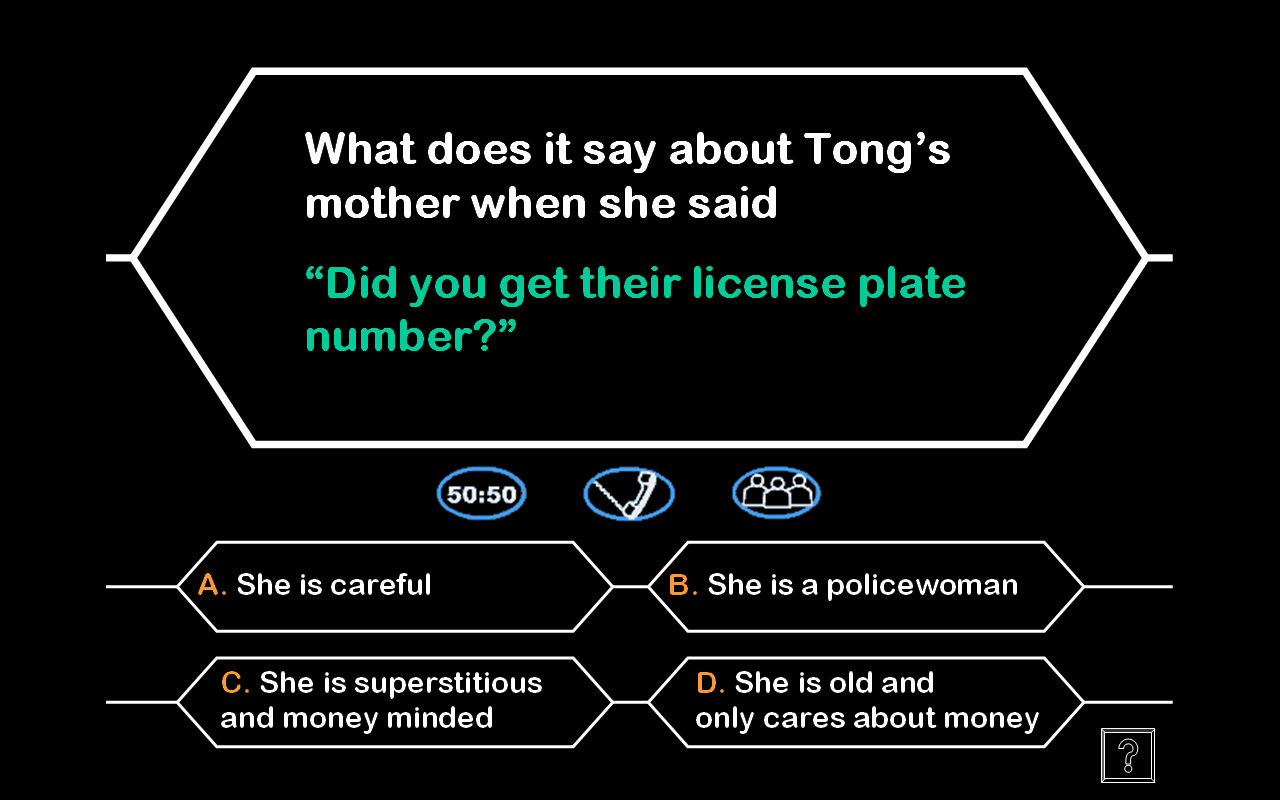 What does it say about Tong’s
mother when she said
“Did you get their license plate
number?”
50:50
A. She is careful
B. She is a policewoman
C. She is superstitious
and money minded
D. She is old and
only cares about money
?